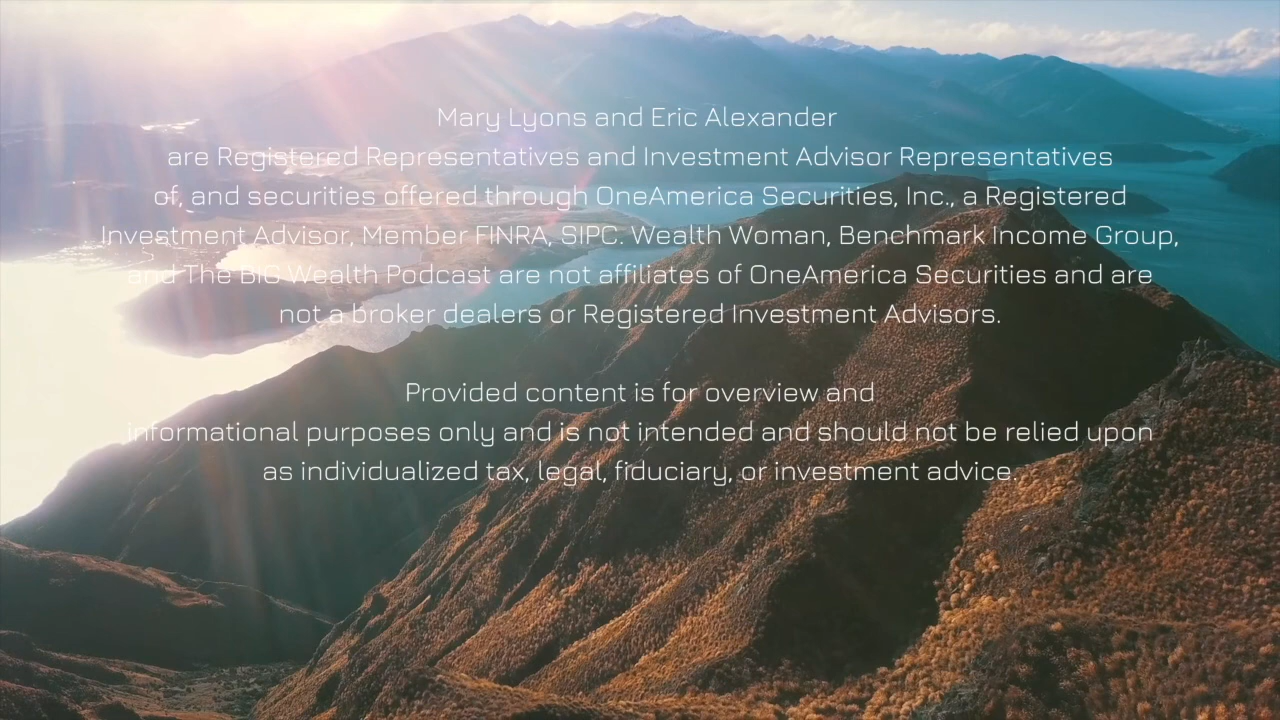 Mary Lyons and Eric Alexander
are Registered Representatives and Investment Advisor Representatives
of, and securities offered through OneAmerica Securities, Inc., a Registered
Investment Advisor, Member FINRA, SIPC. Wealth Woman, Benchmark Income Group,
and The BIG Wealth Podcast are not affiliates of OneAmerica Securities and are
not a broker dealers or Registered Investment Advisors.
Provided content is for overview and
informational purposes only and is not intended and should not be relied upon
as individualized tax, legal, fiduciary, or investment advice.